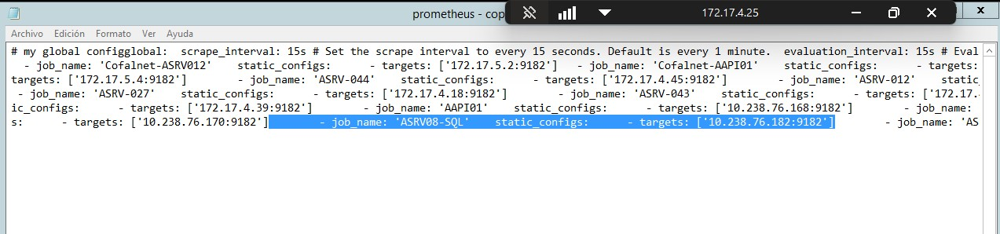 prometheus - cop
172.17.4.25
Archivo Edición Formato Ver Ayuda
# my global configglobal: scrape_interval: 15s # Set the scrape interval to every 15 seconds. Default is every 1 minute. evaluation_interval: 15s # Eval
- job_name: 'Cofalnet-ASRV012' static_configs: - targets: ['172.17.5.2:9182'] - job_name: 'Cofalnet-AAPI01' static_configs: - targets:
targets: ['172.17.5.4:9182'] - job_name: 'ASRV-044' static_configs: - targets: ['172.17.4.45:9182'] - job_name: 'ASRV-012' static_
- job_name: 'ASRV-027' static_configs: - targets: ['172.17.4.18:9182'] - job_name: 'ASRV-043' static_configs: - targets: ['172.17.
ic_configs: - targets: ['172.17.4.39:9182'] - job_name: 'AAPI01' static_configs: - targets: ['10.238.76.168:9182'] - job_name:
s: - targets: ['10.238.76.170:9182'] - job_name: 'ASRV08-SQL' static_configs: - targets: ['10.238.76.182:9182'] - job_name: 'AS